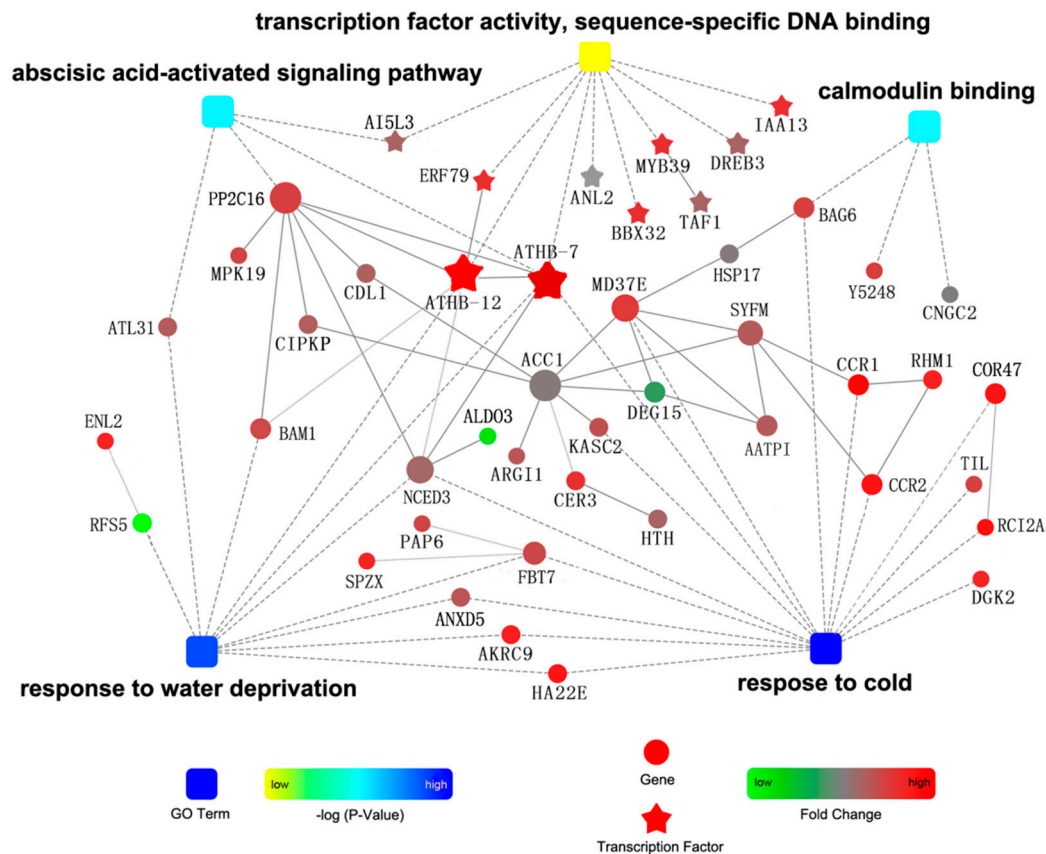 transcription factor activity, sequence-specific DNA binding
abscisic acid-activated signaling pathway
calmodulin binding
IAA13
AI5L3
MYB39
DREB3
ERF79
ANL2
PP2C16
BAG6
TAF1
BBX32
ATHB-7
MPK19
HSP17
CDL1
MD37E
Y5248
ATHB-12
CNGC2
SYFM
ATL31
CIPKP
ACC1
CCR1
RHM1
COR47
DEG15
ALDO3
ENL2
BAM1
KASC2
AATPI
TIL
ARGI1
CCR2
NCED3
CER3
RFS5
RCI2A
PAP6
HTH
SPZX
FBT7
DGK2
ANXD5
AKRC9
response to water deprivation
HA22E
respose to cold
low
high
GO Term
-log (P-Value)
Gene
low
high
Fold Change
Transcription Factor